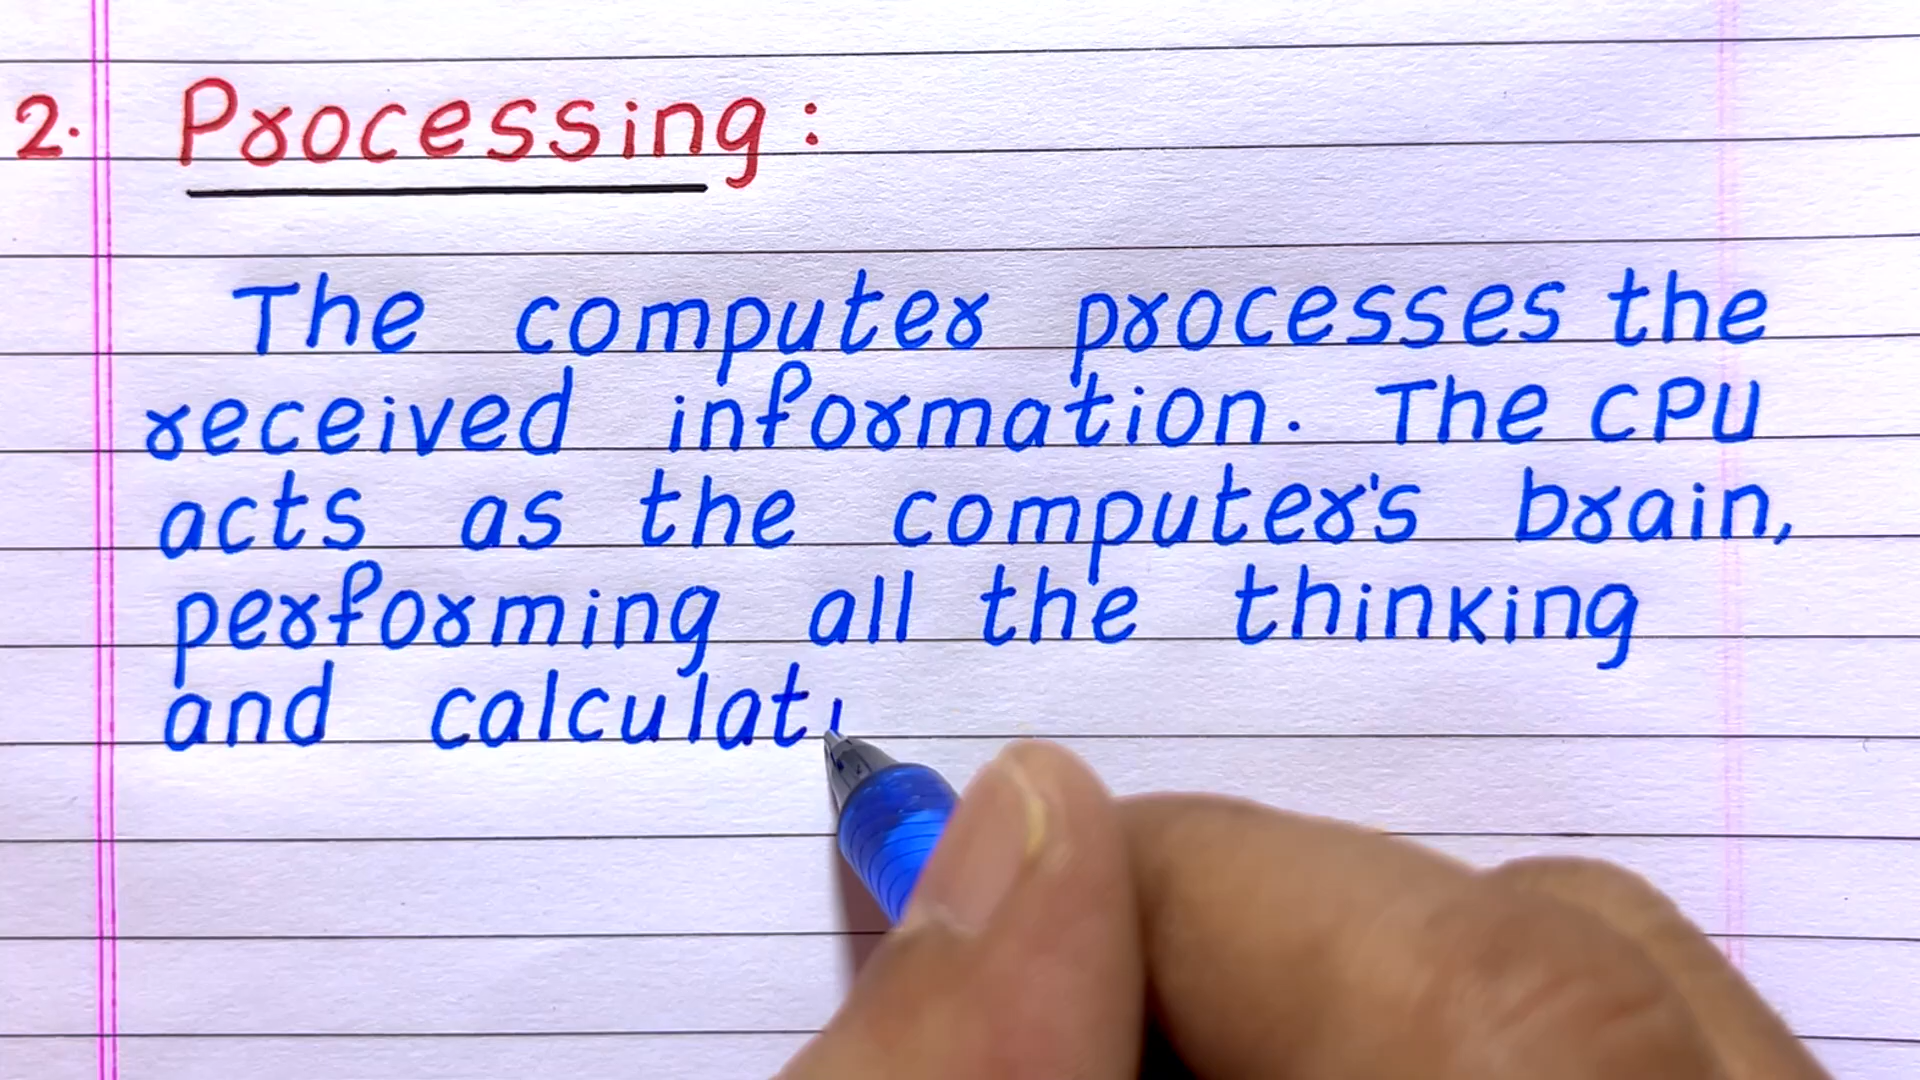 2. Processing:
The computer processes the
received information. The CPU
acts as the computer's brain,
performing all the thinking
and calculati